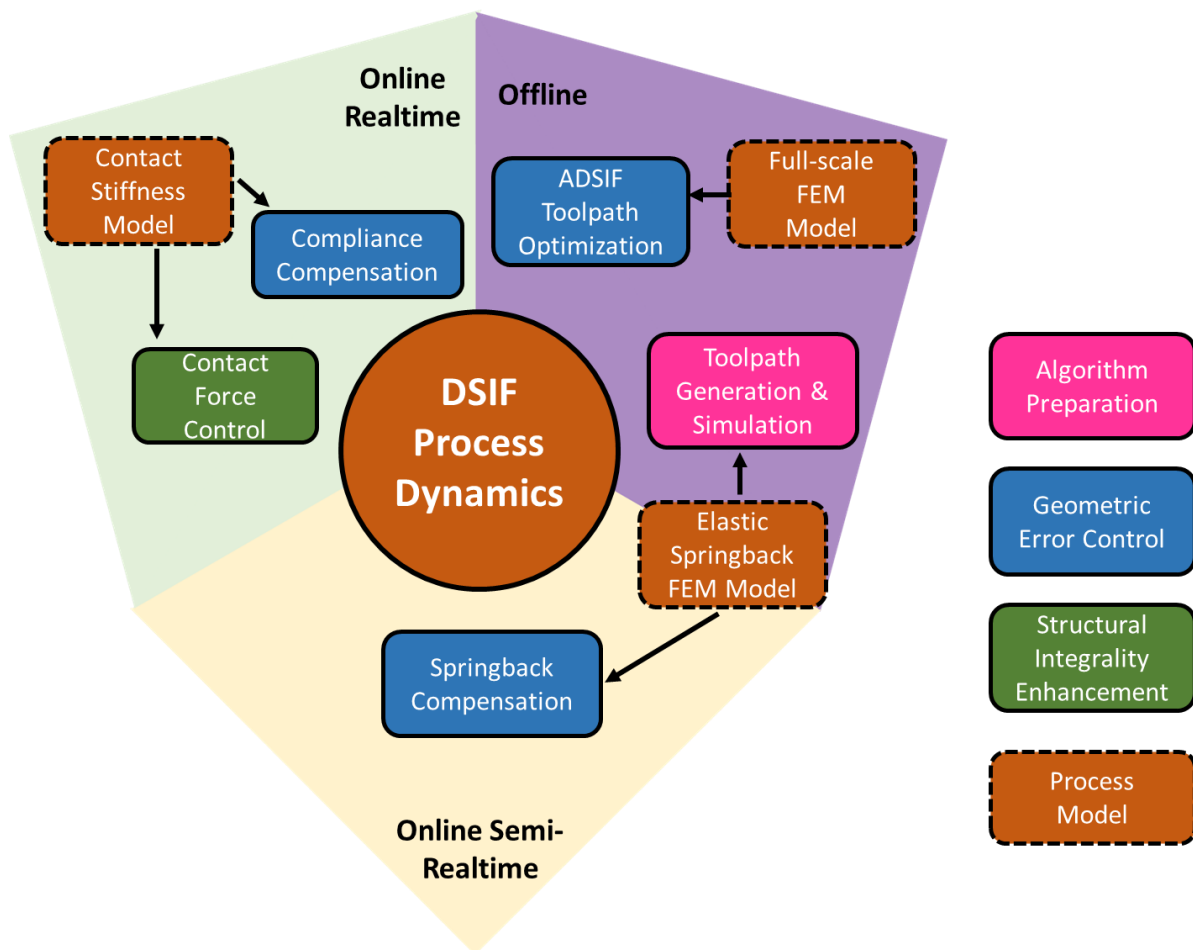 Online
Realtime
Offline
Contact
Stiffness
Model
Compliance
Compensation
Contact
Force
Control
ADSIF
Toolpath
Optimization
Full-scale
FEM
Model
Toolpath
Generation &
Simulation
DSIF
Process
Dynamics
Elastic
Springback
FEM Model
Springback
Compensation
Online Semi-
Realtime
Algorithm
Preparation
Geometric
Error Control
Structural
Integrality
Enhancement
Process
Model